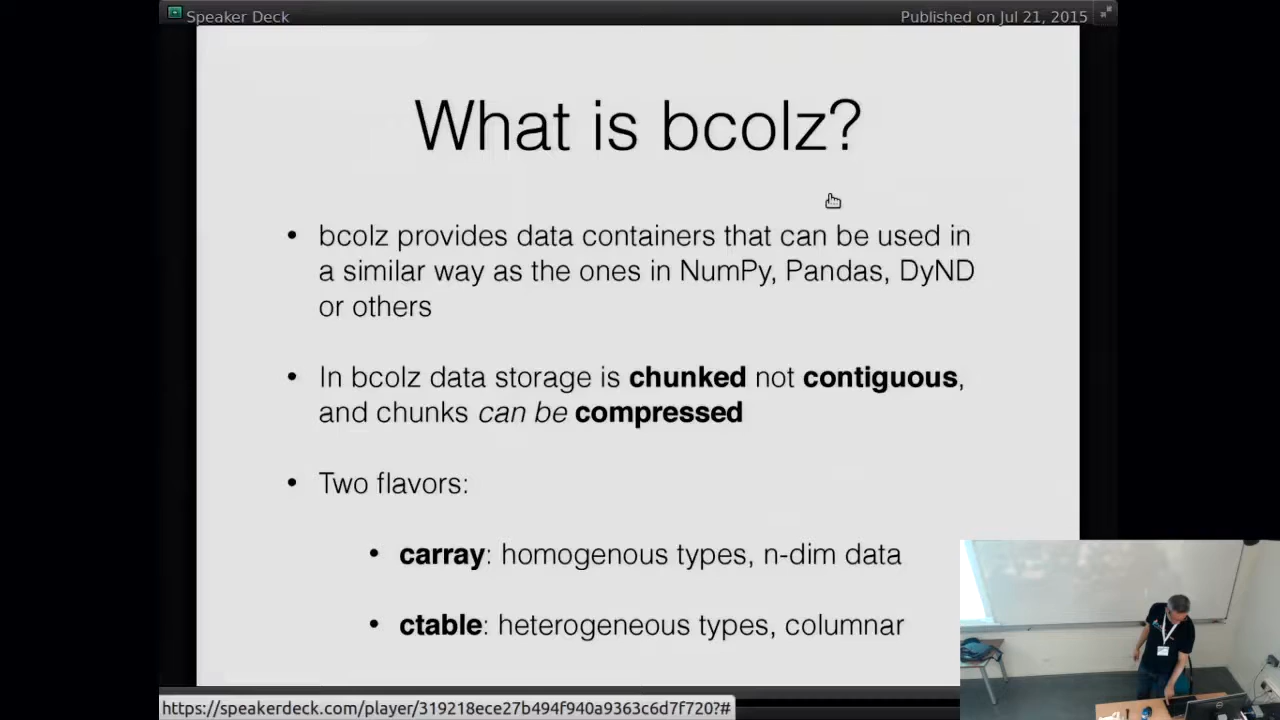 Speaker Deck
Published on Jul 21, 2015
What is bcolz?
• bcolz provides data containers that can be used in
a similar way as the ones in NumPy, Pandas, DyND
or others
• In bcolz data storage is chunked not contiguous,
and chunks can be compressed
• Two flavors:
• carray: homogenous types, n-dim data
• ctable: heterogeneous types, columnar
https://speakerdeck.com/player/319218ece27b494f940a9363c6d7f720?#